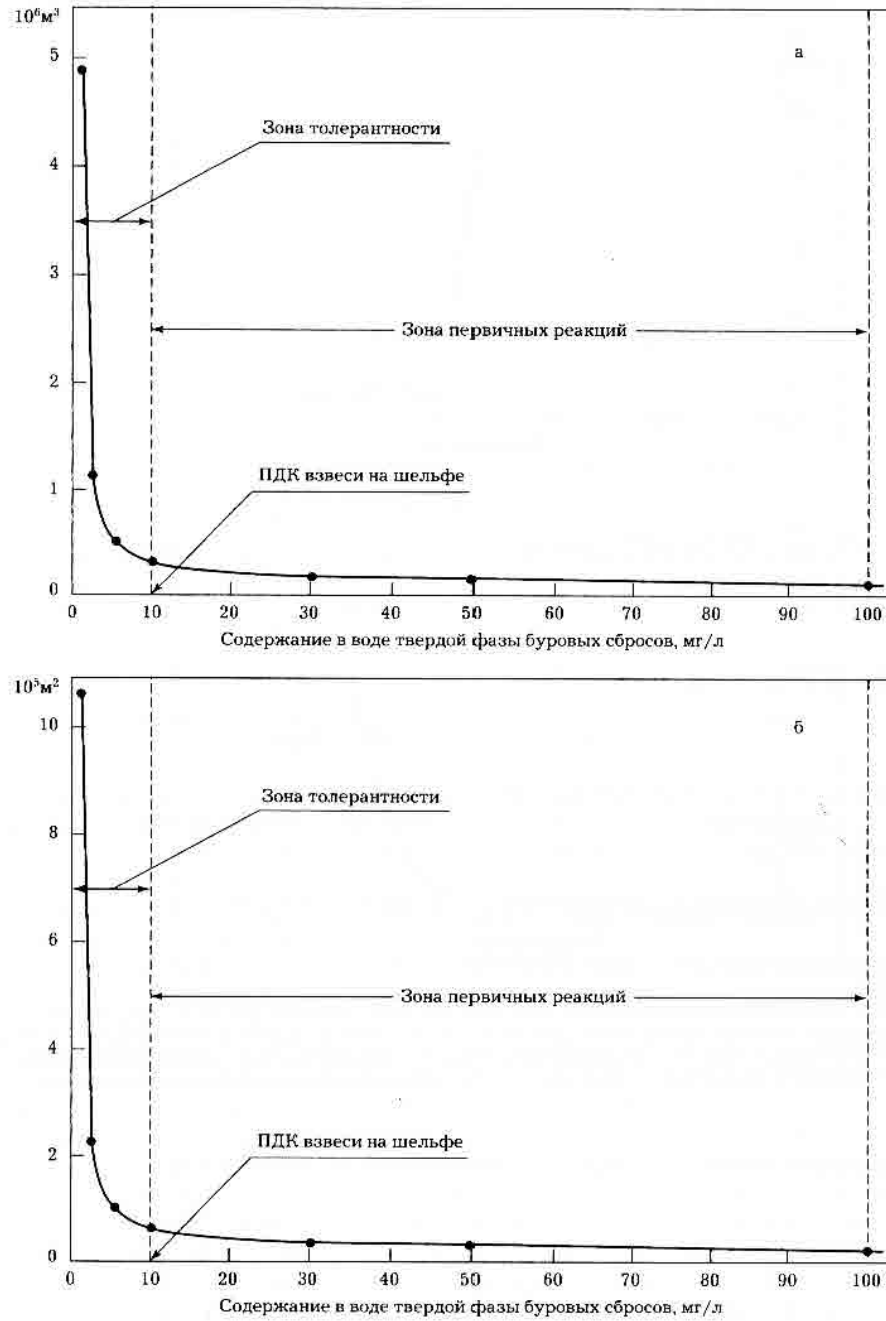 10⁶м³
а
5
Зона толерантности
4
3
Зона первичных реакций
2
ПДК взвеси на шельфе
1
0
0 10 20 30 40 50 60 70 80 90 100
Содержание в воде твердой фазы буровых сбросов, мг/л
10⁵м²
б
10
Зона толерантности
8
6
Зона первичных реакций
4
ПДК взвеси на шельфе
2
0
0 10 20 30 40 50 60 70 80 90 100
Содержание в воде твердой фазы буровых сбросов, мг/л